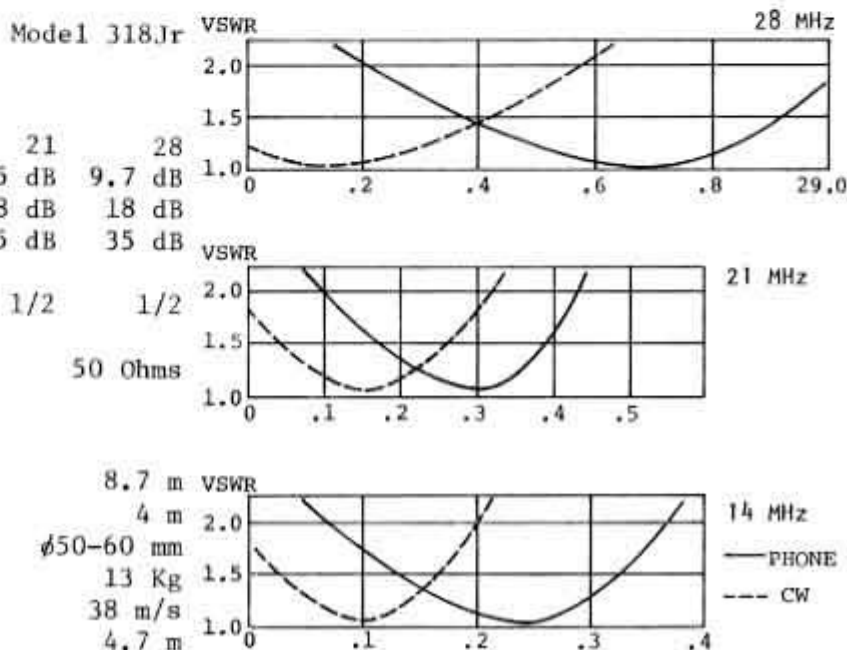 Model 318Jr
VSWR
28 MHz
2.0
1.5
1.0
0 .2 .4 .6 .8 29.0
21 28
dB 9.7 dB
dB 18 dB
dB 35 dB
1/2 1/2
50 Ohms
VSWR
21 MHz
2.0
1.5
1.0
0 .1 .2 .3 .4 .5
8.7 m
4 m
ϕ50-60 mm
13 Kg
38 m/s
4.7 m
VSWR
14 MHz
2.0
1.5
1.0
0 .1 .2 .3 .4
PHONE
CW